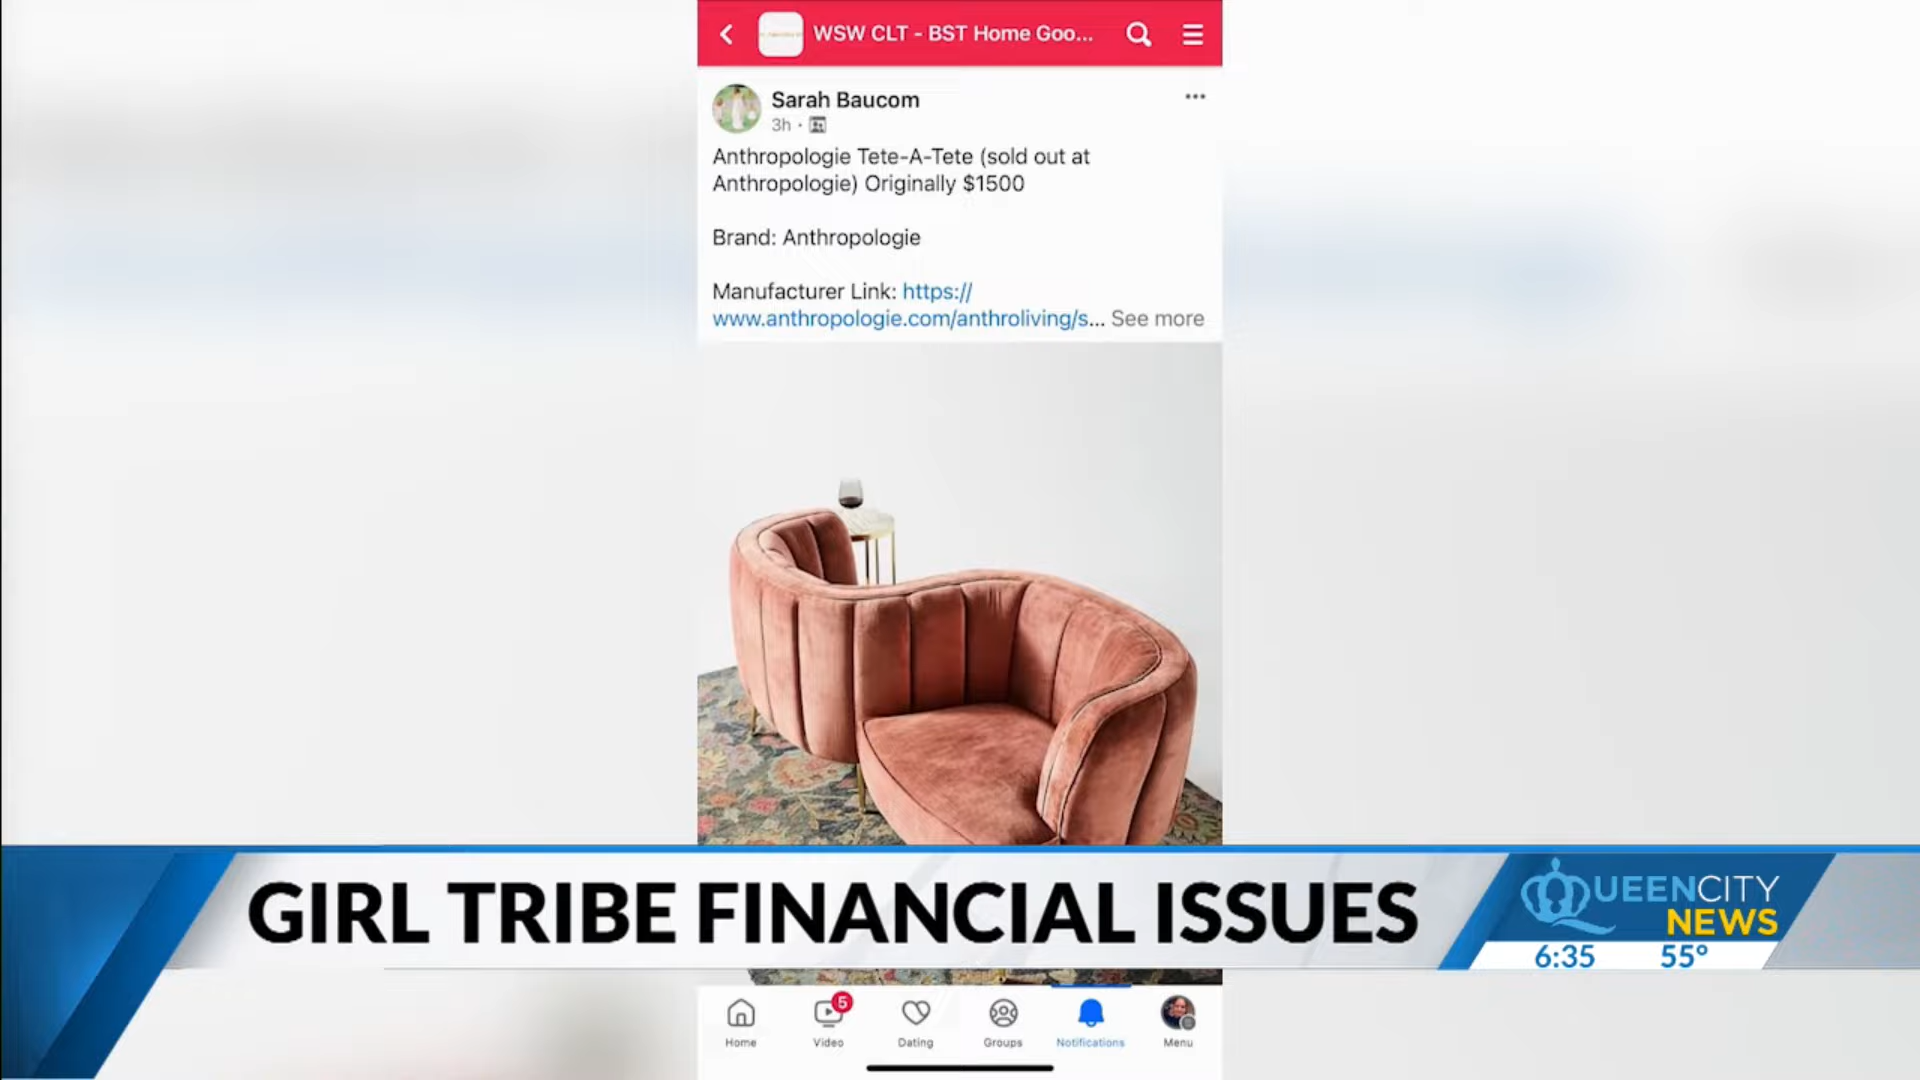 WSW CLT - BST Home Goo...
Sarah Baucom
3h ·
Anthropologie Tete-A-Tete (sold out at
Anthropologie) Originally $1500
Brand: Anthropologie
Manufacturer Link: https://
www.anthropologie.com/anthroliving/s... See more
GIRL TRIBE FINANCIAL ISSUES
QUEENCITY
NEWS
6:35 55°
5
Home Video Dating Groups Notifications Menu